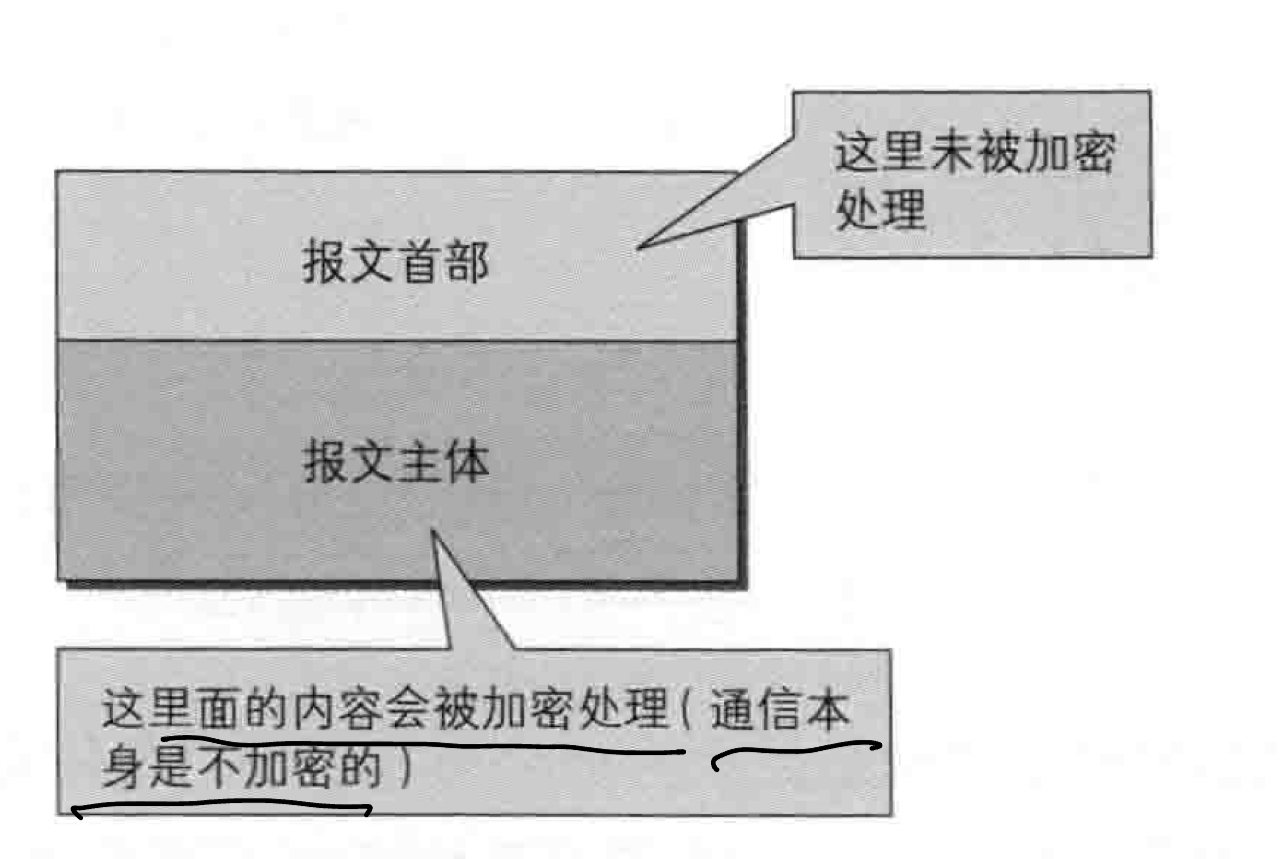 这里未被加密
处理
报文首部
报文主体
这里面的内容会被加密处理(通信本
身是不加密的)